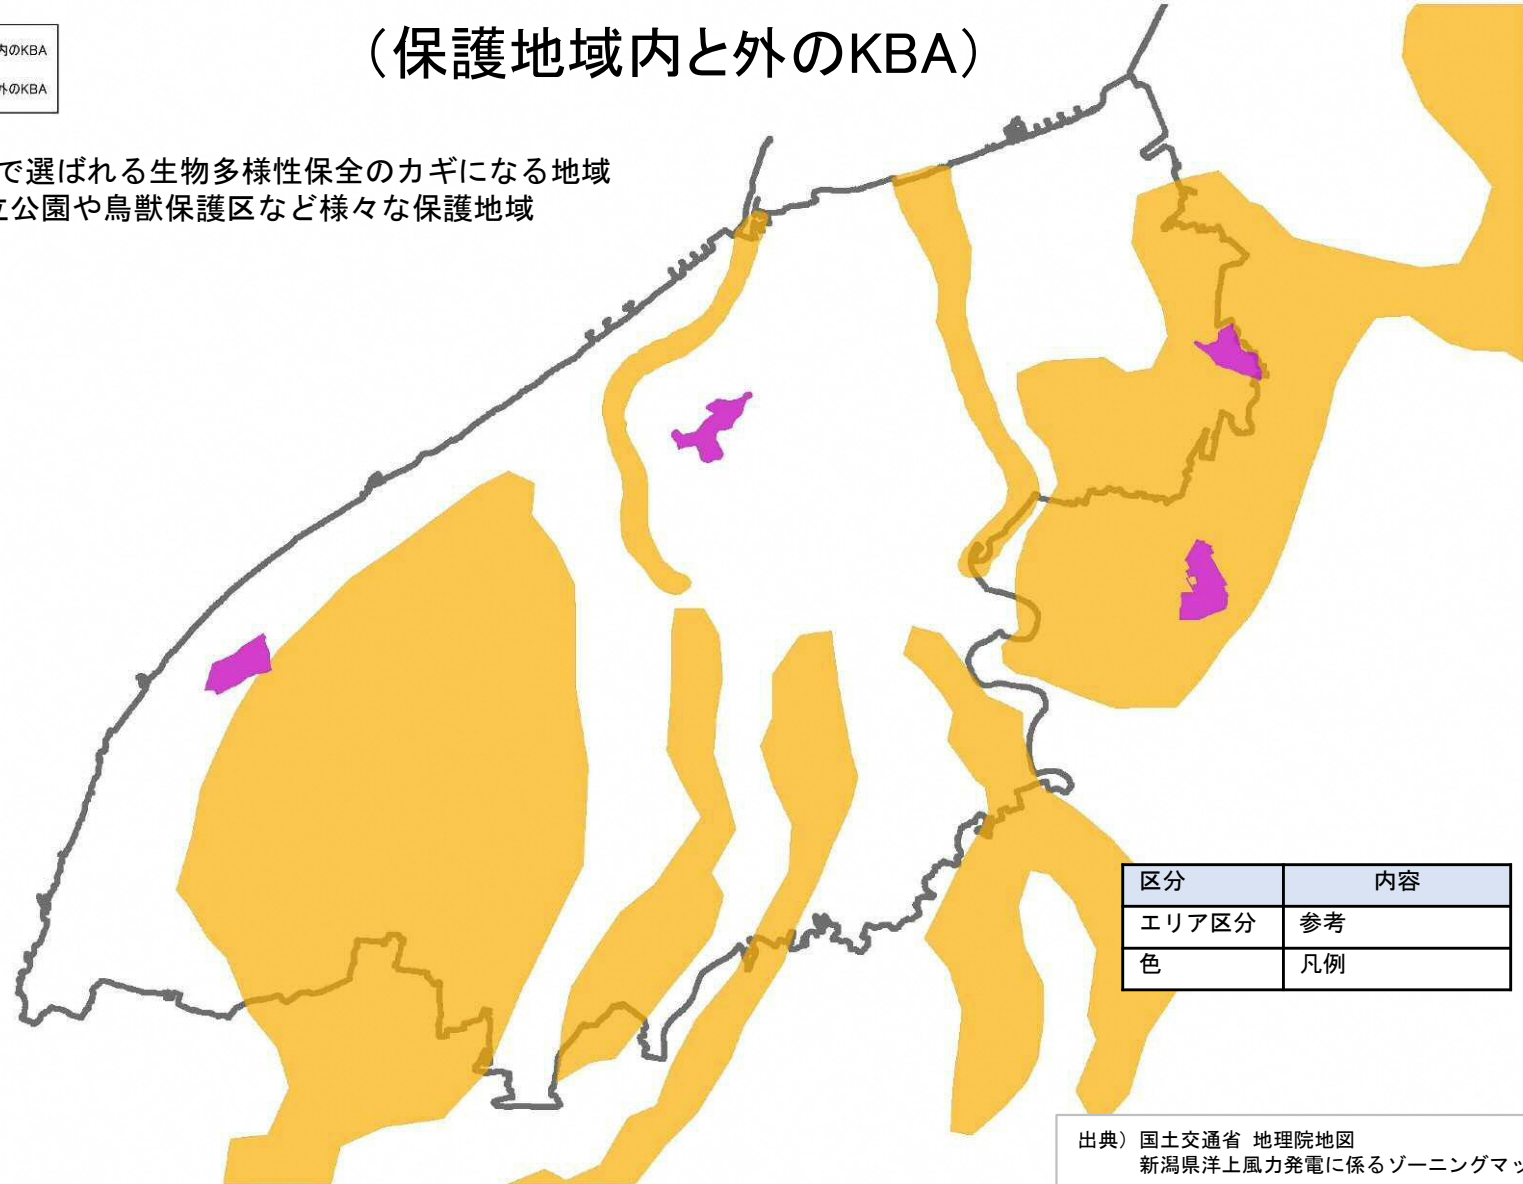 （保護地域内と外のKBA）
内のKBA
外のKBA
で選ばれる生物多様性保全のカギになる地域
立公園や鳥獣保護区など様々な保護地域
区分 内容
エリア区分 参考
色 凡例
出典） 国土交通省 地理院地図
新潟県洋上風力発電に係るゾーニングマッ